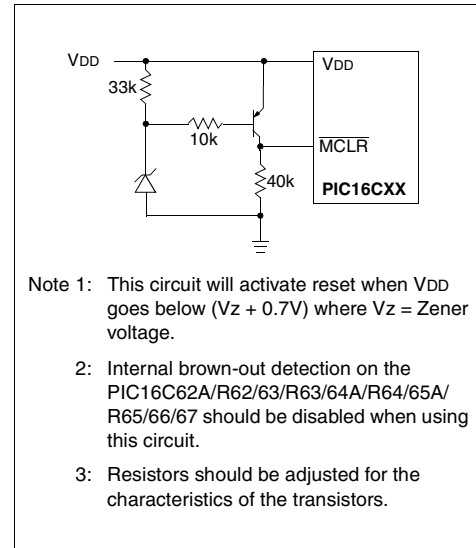 VDD
VDD
33k
10k
MCLR
40k
PIC16CXX
Note 1: This circuit will activate reset when VDD
goes below (Vz + 0.7V) where Vz = Zener
voltage.
2: Internal brown-out detection on the
PIC16C62A/R62/63/R63/64A/R64/65A/
R65/66/67 should be disabled when using
this circuit.
3: Resistors should be adjusted for the
characteristics of the transistors.